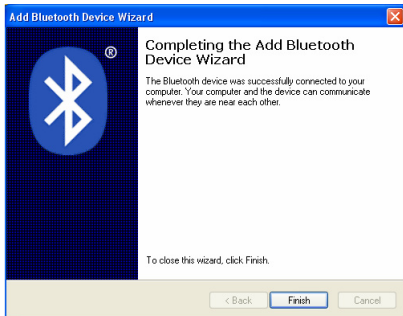 Add Bluetooth Device Wizard
®
Completing the Add Bluetooth
Device Wizard
The Bluetooth device was successfully connected to your
computer. Your computer and the device can communicate
whenever they are near each other.
To close this wizard, click Finish.
< Back Finish Cancel